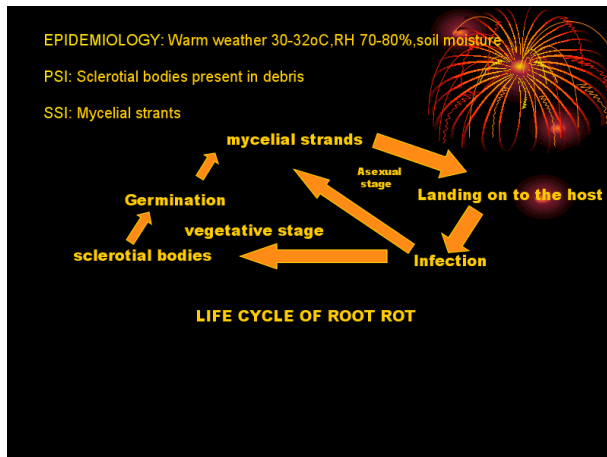 EPIDEMIOLOGY: Warm weather 30-32oC,RH 70-80%,soil moisture
PSI: Sclerotial bodies present in debris
SSI: Mycelial strants
mycelial strands
Asexual
stage
Landing on to the host
Germination
vegetative stage
sclerotial bodies
Infection
LIFE CYCLE OF ROOT ROT